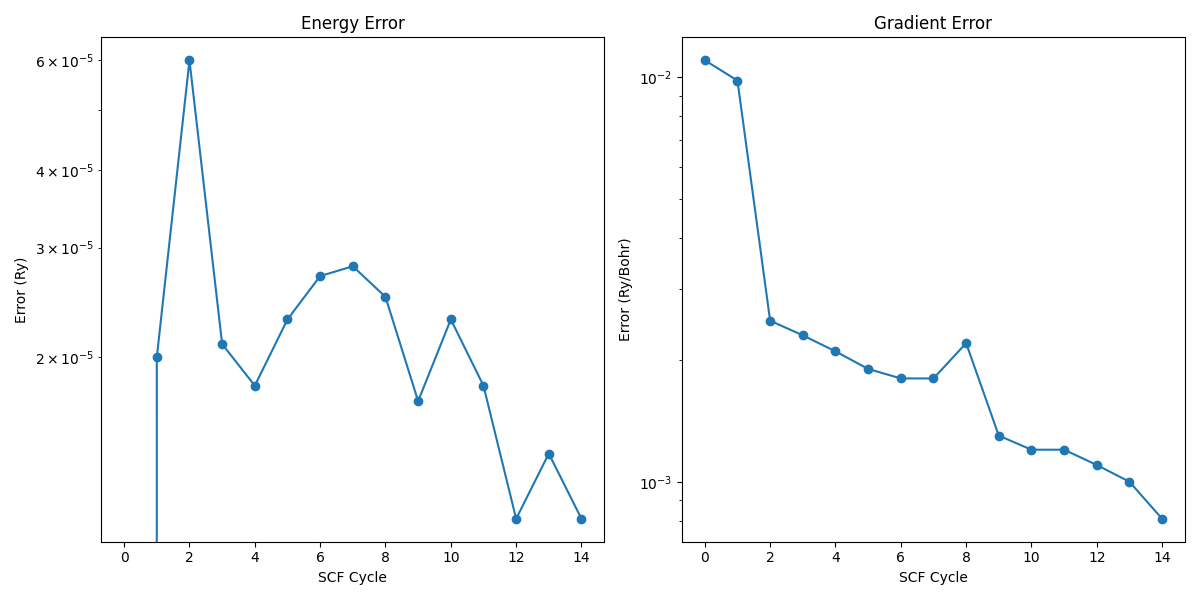 Energy Error
Error (Ry)
6 × 10⁻⁵
4 × 10⁻⁵
3 × 10⁻⁵
2 × 10⁻⁵
0 2 4 6 8 10 12 14
SCF Cycle
Gradient Error
Error (Ry/Bohr)
10⁻²
10⁻³
0 2 4 6 8 10 12 14
SCF Cycle